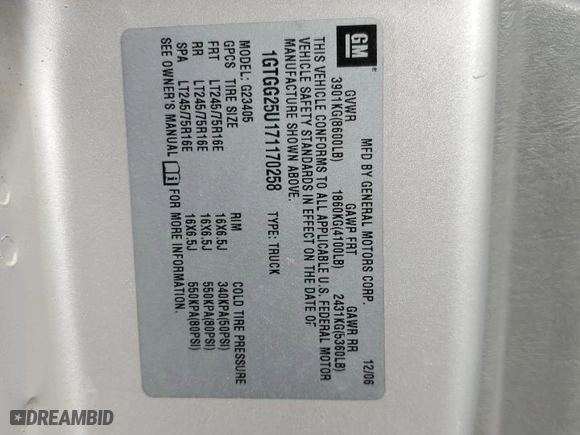 GM
MFD BY GENERAL MOTORS CORP. 12/06
GVWR GAWP FRT GAWR RR
3901KG(8600LB) 1860KG(4100LB) 2431KG(5360LB)
THIS VEHICLE CONFORMS TO ALL APPLICABLE U.S. FEDERAL MOTOR
VEHICLE SAFETY STANDARDS IN EFFECT ON THE DATE OF
MANUFACTURE SHOWN ABOVE.
1GTGG25U171170258 TYPE: TRUCK
MODEL: G23405
GPCS TIRE SIZE RIM COLD TIRE PRESSURE
FRT LT245/75R16E 16X6.5J 340KPA(50PSI)
RR LT245/75R16E 16X6.5J 550KPA(80PSI)
SPA LT245/75R16E 16X6.5J 550KPA(80PSI)
SEE OWNER'S MANUAL FOR MORE INFORMATION.
DREAMBID